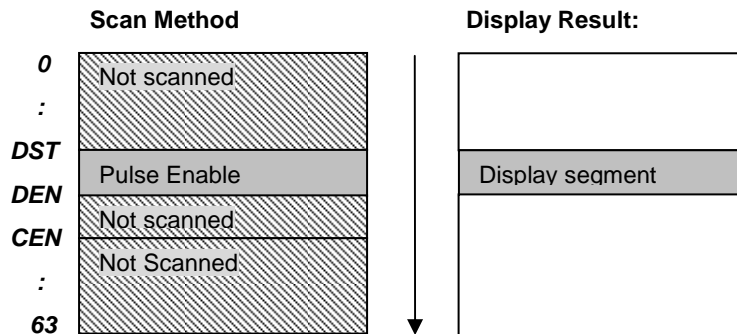 Scan Method
Display Result:
0
Not scanned
:
DST
Pulse Enable
Display segment
DEN
Not scanned
CEN
Not Scanned
:
63